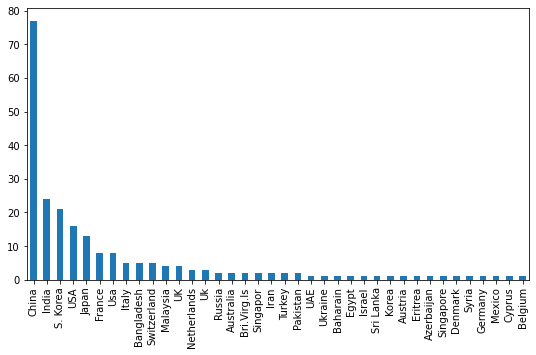 80
70
60
50
40
30
20
10
0
China
India
S. Korea
USA
Japan
France
Usa
Italy
Bangladesh
Switzerland
Malaysia
UK
Netherlands
Uk
Russia
Australia
Bri.Virg.Is
Singapor
Iran
Turkey
Pakistan
UAE
Ukraine
Baharain
Egypt
Israel
Sri Lanka
Korea
Austria
Eritrea
Azerbaijan
Singapore
Denmark
Syria
Germany
Mexico
Cyprus
Belgium